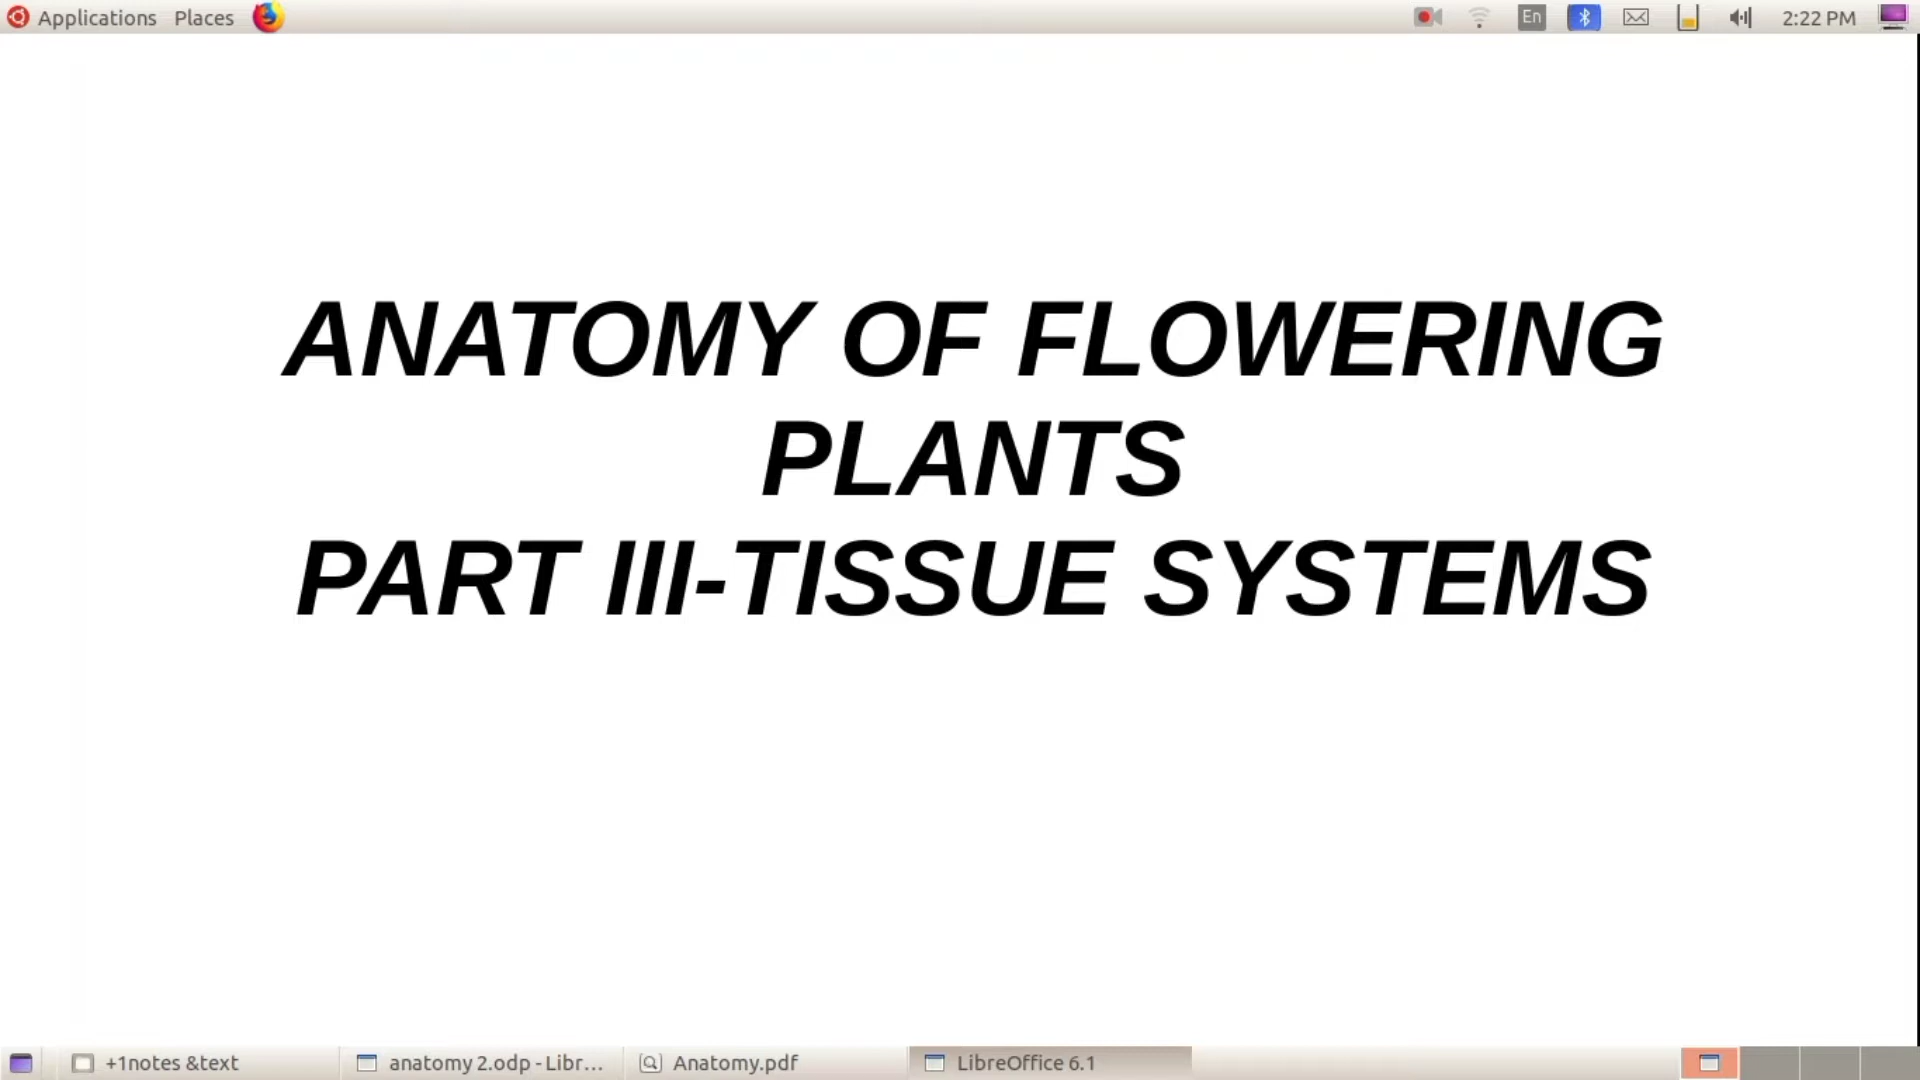 Applications Places En 2:22 PM
ANATOMY OF FLOWERING
PLANTS
PART III-TISSUE SYSTEMS
+1notes &text anatomy 2.odp - Libr... Anatomy.pdf LibreOffice 6.1